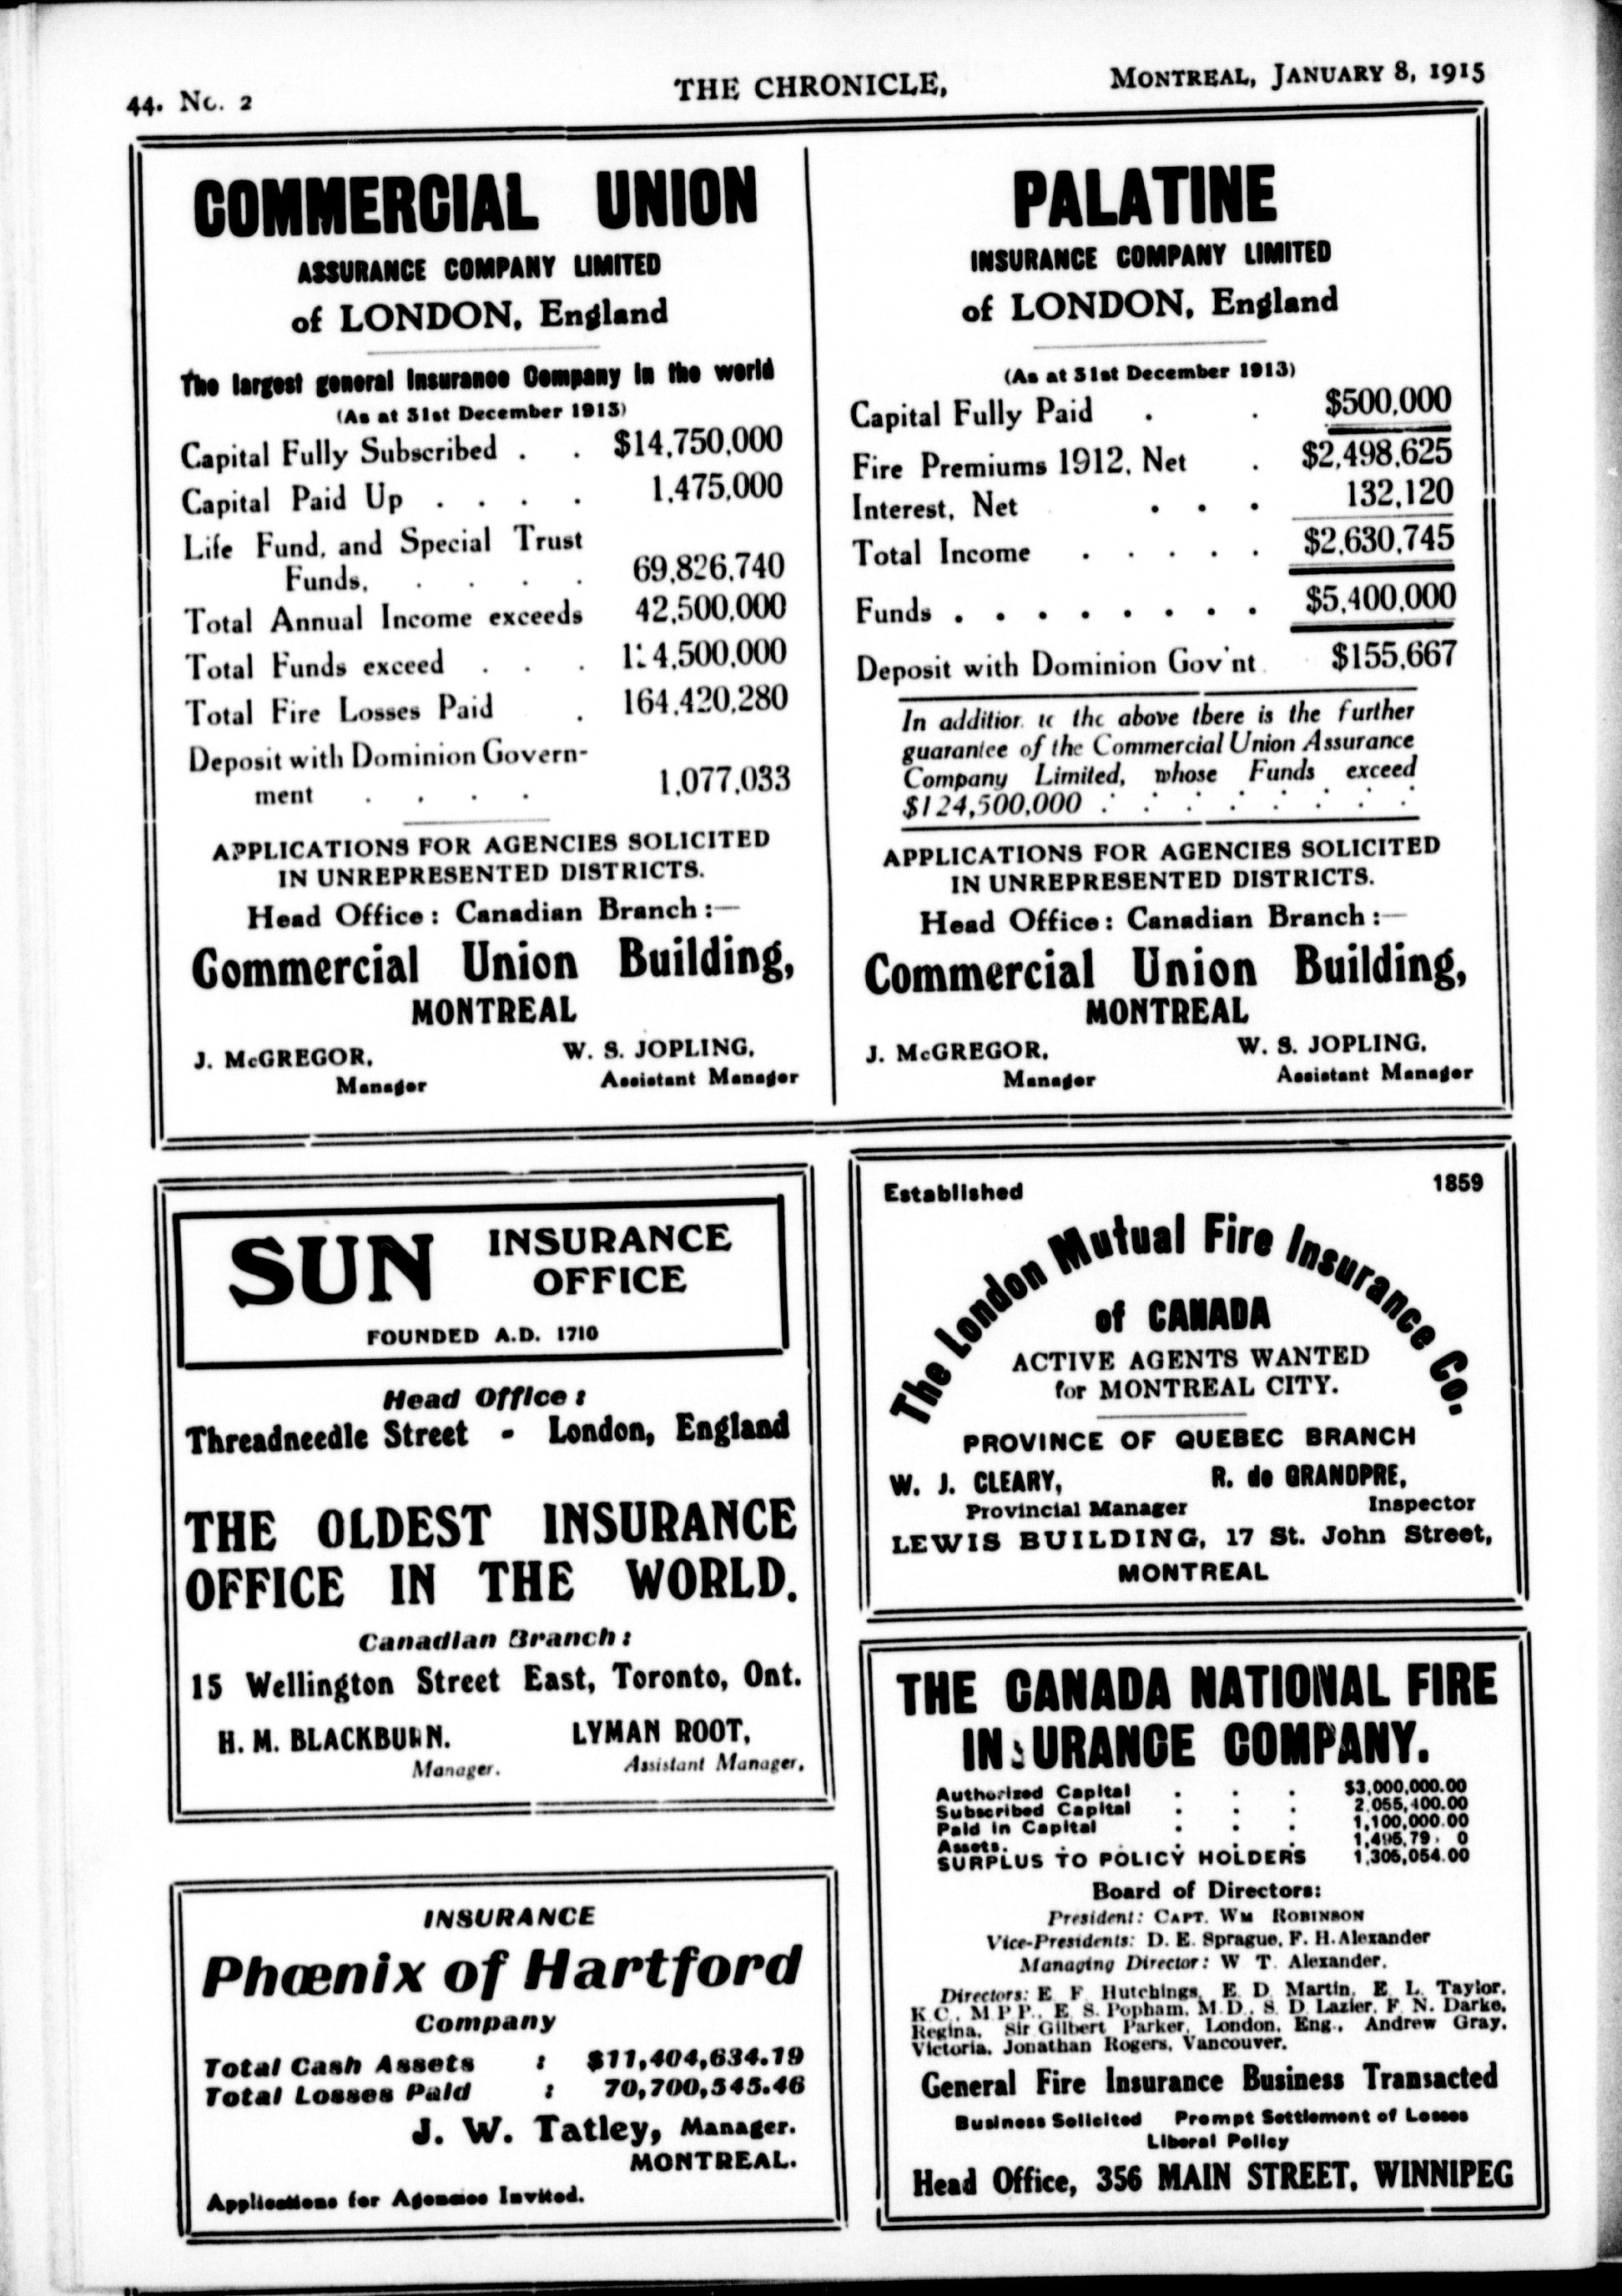 44. No. 2
THE CHRONICLE,
MONTREAL, JANUARY 8, 1915
COMMERCIAL UNION
ASSURANCE COMPANY LIMITED
of LONDON, England
The largest general Insurance Company in the world
(As at 31st December 1913)
Capital Fully Subscribed . . $14,750,000
Capital Paid Up . . . . 1,475,000
Life Fund, and Special Trust
Funds, . . . . 69,826,740
Total Annual Income exceeds 42,500,000
Total Funds exceed . . . 124,500,000
Total Fire Losses Paid . 164,420,280
Deposit with Dominion Govern-
ment . . . . 1,077,033
APPLICATIONS FOR AGENCIES SOLICITED
IN UNREPRESENTED DISTRICTS.
Head Office: Canadian Branch:—
Commercial Union Building,
MONTREAL
J. McGREGOR, W. S. JOPLING,
Manager Assistant Manager
PALATINE
INSURANCE COMPANY LIMITED
of LONDON, England
(As at 31st December 1913)
Capital Fully Paid . . $500,000
Fire Premiums 1912, Net . $2,498,625
Interest, Net . . . 132,120
Total Income . . . . . $2,630,745
Funds . . . . . . . . $5,400,000
Deposit with Dominion Gov'nt $155,667
In addition to the above there is the further
guarantee of the Commercial Union Assurance
Company Limited, whose Funds exceed
$124,500,000 . . . . . . . .
APPLICATIONS FOR AGENCIES SOLICITED
IN UNREPRESENTED DISTRICTS.
Head Office: Canadian Branch:—
Commercial Union Building,
MONTREAL
J. McGREGOR, W. S. JOPLING,
Manager Assistant Manager
SUN INSURANCE
OFFICE
FOUNDED A.D. 1710
Head Office:
Threadneedle Street - London, England
THE OLDEST INSURANCE
OFFICE IN THE WORLD.
Canadian Branch:
15 Wellington Street East, Toronto, Ont.
H. M. BLACKBURN. LYMAN ROOT,
Manager. Assistant Manager,
Established 1859
The London Mutual Fire Insurance Co.
of CANADA
ACTIVE AGENTS WANTED
for MONTREAL CITY.
PROVINCE OF QUEBEC BRANCH
W. J. CLEARY, R. de GRANDPRE,
Provincial Manager Inspector
LEWIS BUILDING, 17 St. John Street,
MONTREAL
INSURANCE
Phœnix of Hartford
Company
Total Cash Assets : $11,404,634.19
Total Losses Paid : 70,700,545.46
J. W. Tatley, Manager.
MONTREAL.
Applications for Agencies Invited.
THE CANADA NATIONAL FIRE
INSURANCE COMPANY.
Authorized Capital . . . $3,000,000.00
Subscribed Capital . . . 2,055,400.00
Paid in Capital . . . 1,100,000.00
Assets. . . . .
SURPLUS TO POLICY HOLDERS 1,305,054.00
Board of Directors:
President: CAPT. WM ROBINSON
Vice-Presidents: D. E. Sprague, F. H. Alexander
Managing Director: W T. Alexander.
Directors: E F Hutchings, E. D Martin, E. L. Taylor,
K C, M P P., E. S. Popham, M.D., S. D Lazier, F. N. Darke,
Regina, Sir Gilbert Parker, London, Eng., Andrew Gray,
Victoria, Jonathan Rogers, Vancouver.
General Fire Insurance Business Transacted
Business Solicited Prompt Settlement of Losses
Liberal Policy
Head Office, 356 MAIN STREET, WINNIPEG